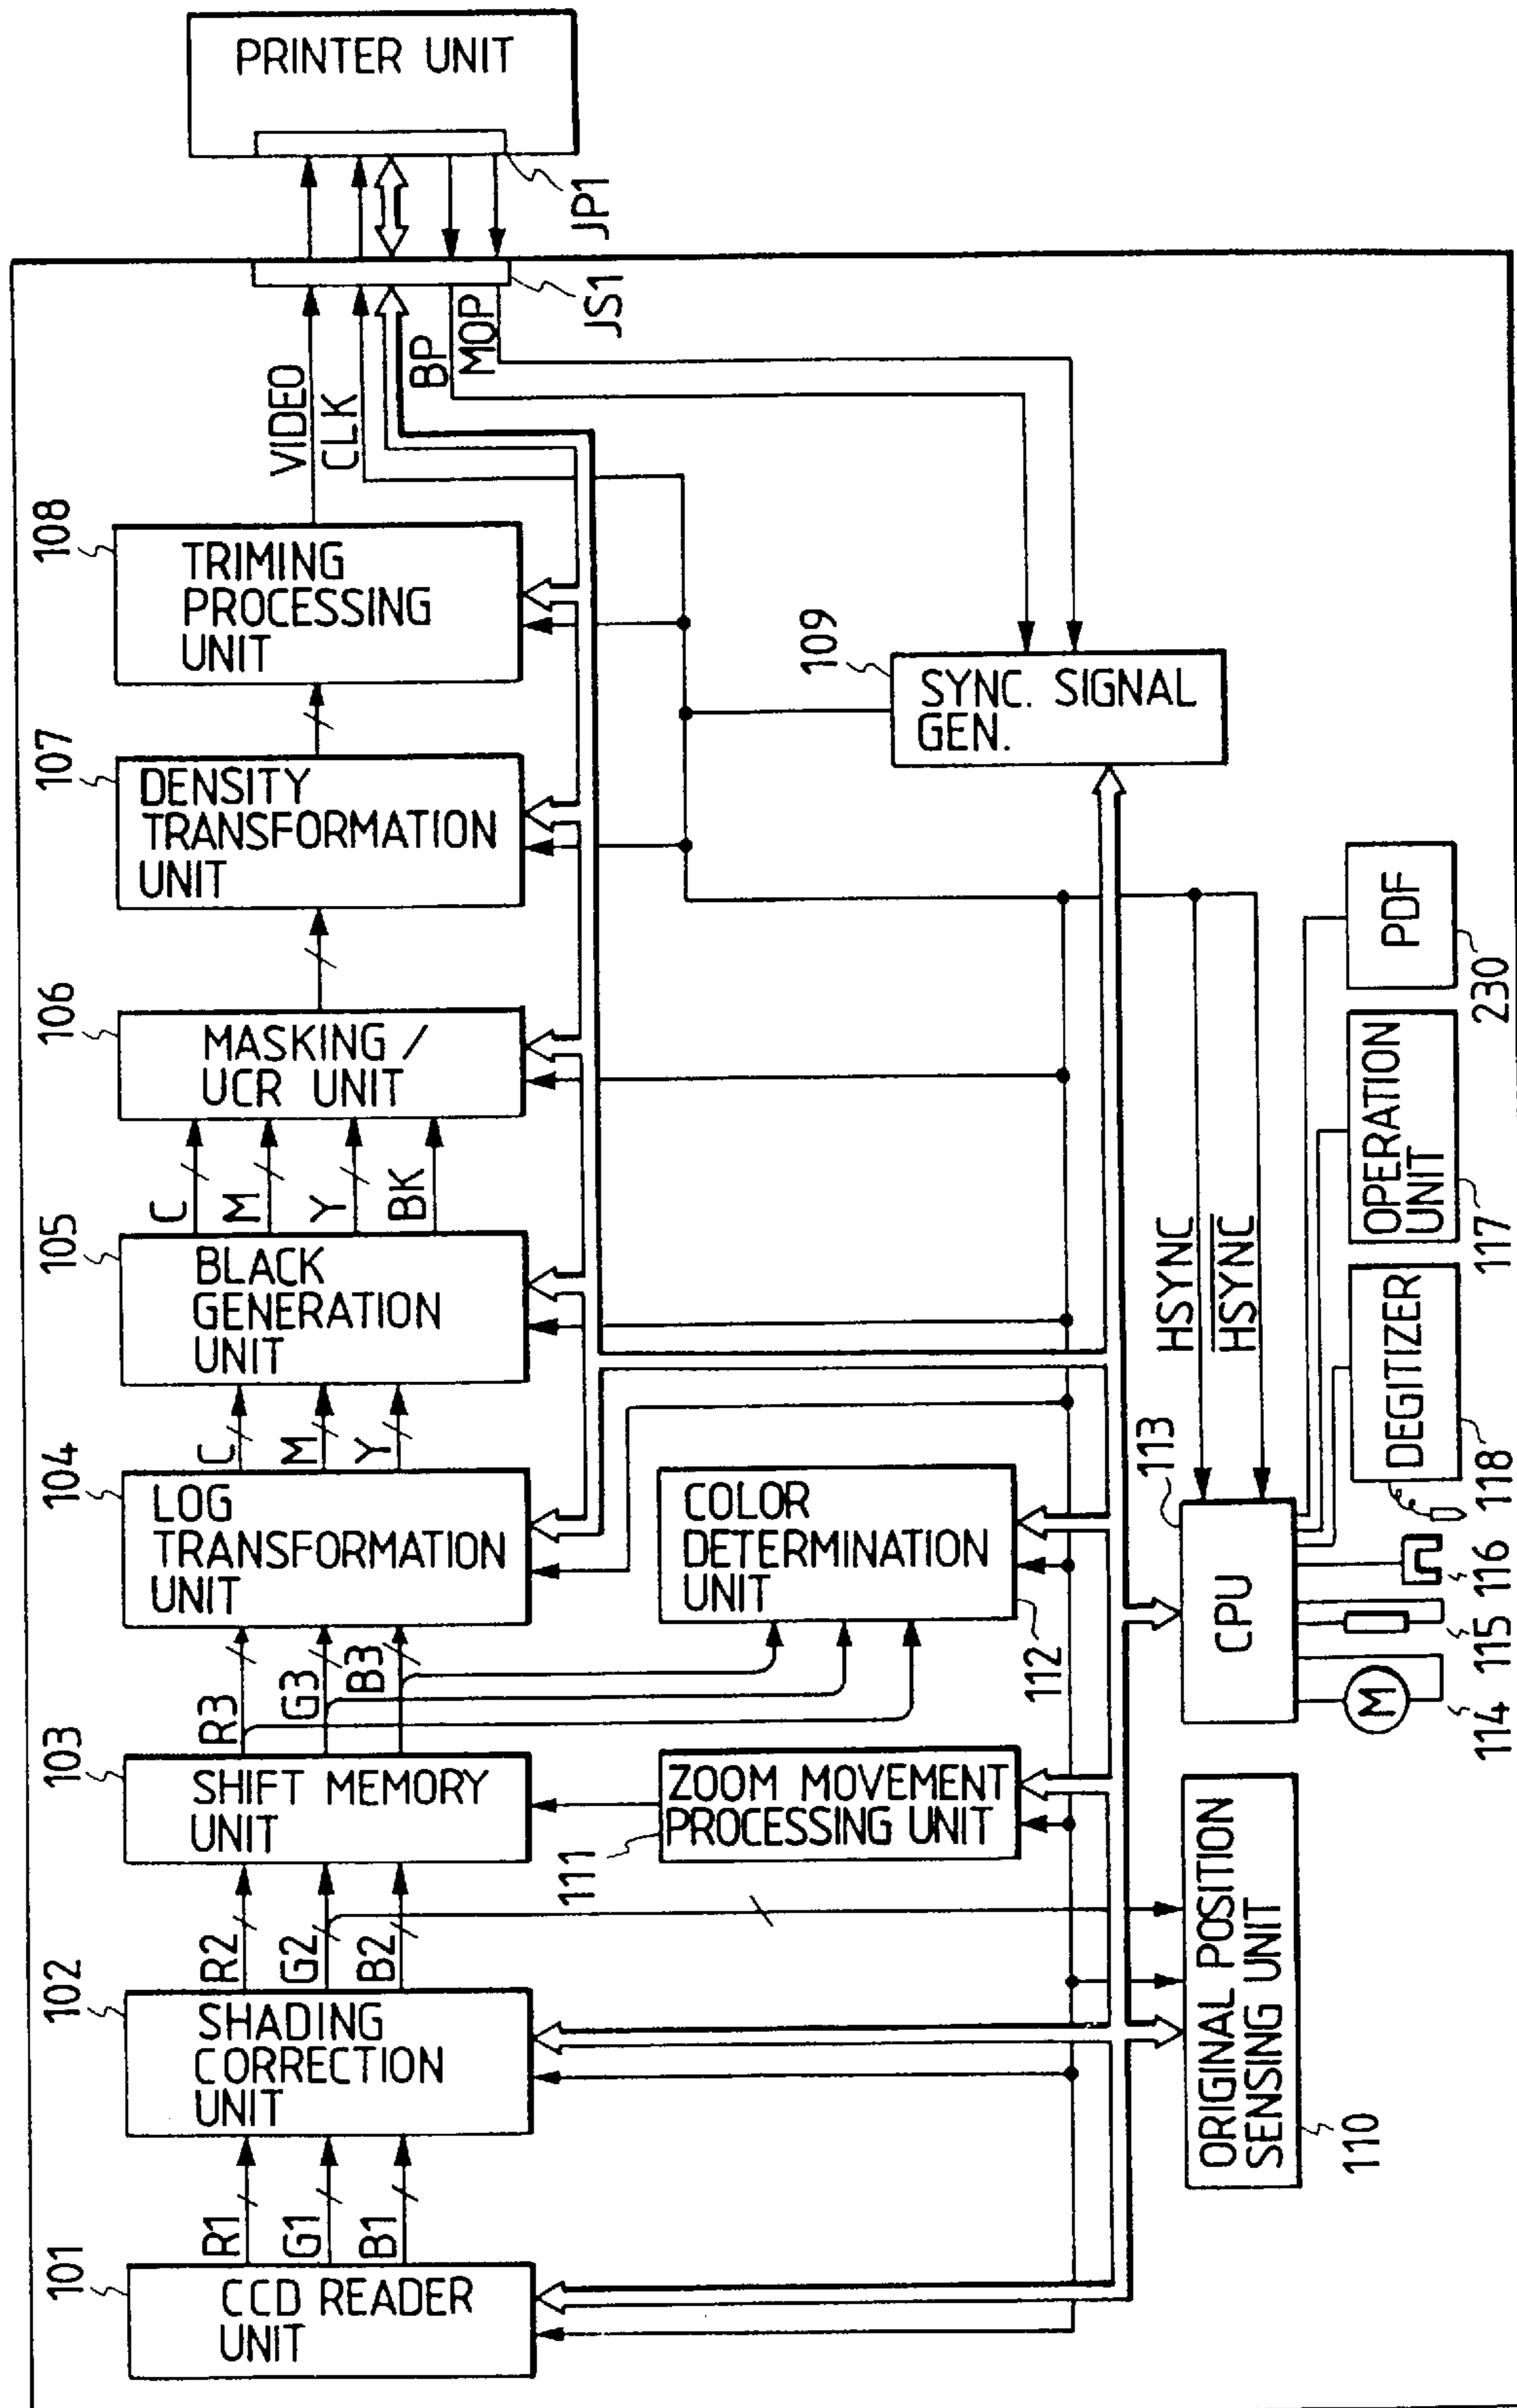 101
CCD READER
UNIT
R1
G1
B1
102
SHADING
CORRECTION
UNIT
R2
G2
B2
103
SHIFT MEMORY
UNIT
R3
G3
B3
104
LOG
TRANSFORMATION
UNIT
C
M
Y
105
BLACK
GENERATION
UNIT
C
M
Y
BK
106
MASKING /
UCR UNIT
107
DENSITY
TRANSFORMATION
UNIT
108
TRIMING
PROCESSING
UNIT
VIDEO
CLK
BP
MOP
JS1
JP1
PRINTER UNIT
111
ZOOM MOVEMENT
PROCESSING UNIT
112
COLOR
DETERMINATION
UNIT
109
SYNC. SIGNAL
GEN.
110
ORIGINAL POSITION
SENSING UNIT
113
CPU
HSYNC
HSYNC
M
114
115
116
DEGITIZER
118
OPERATION
UNIT
117
PDF
230